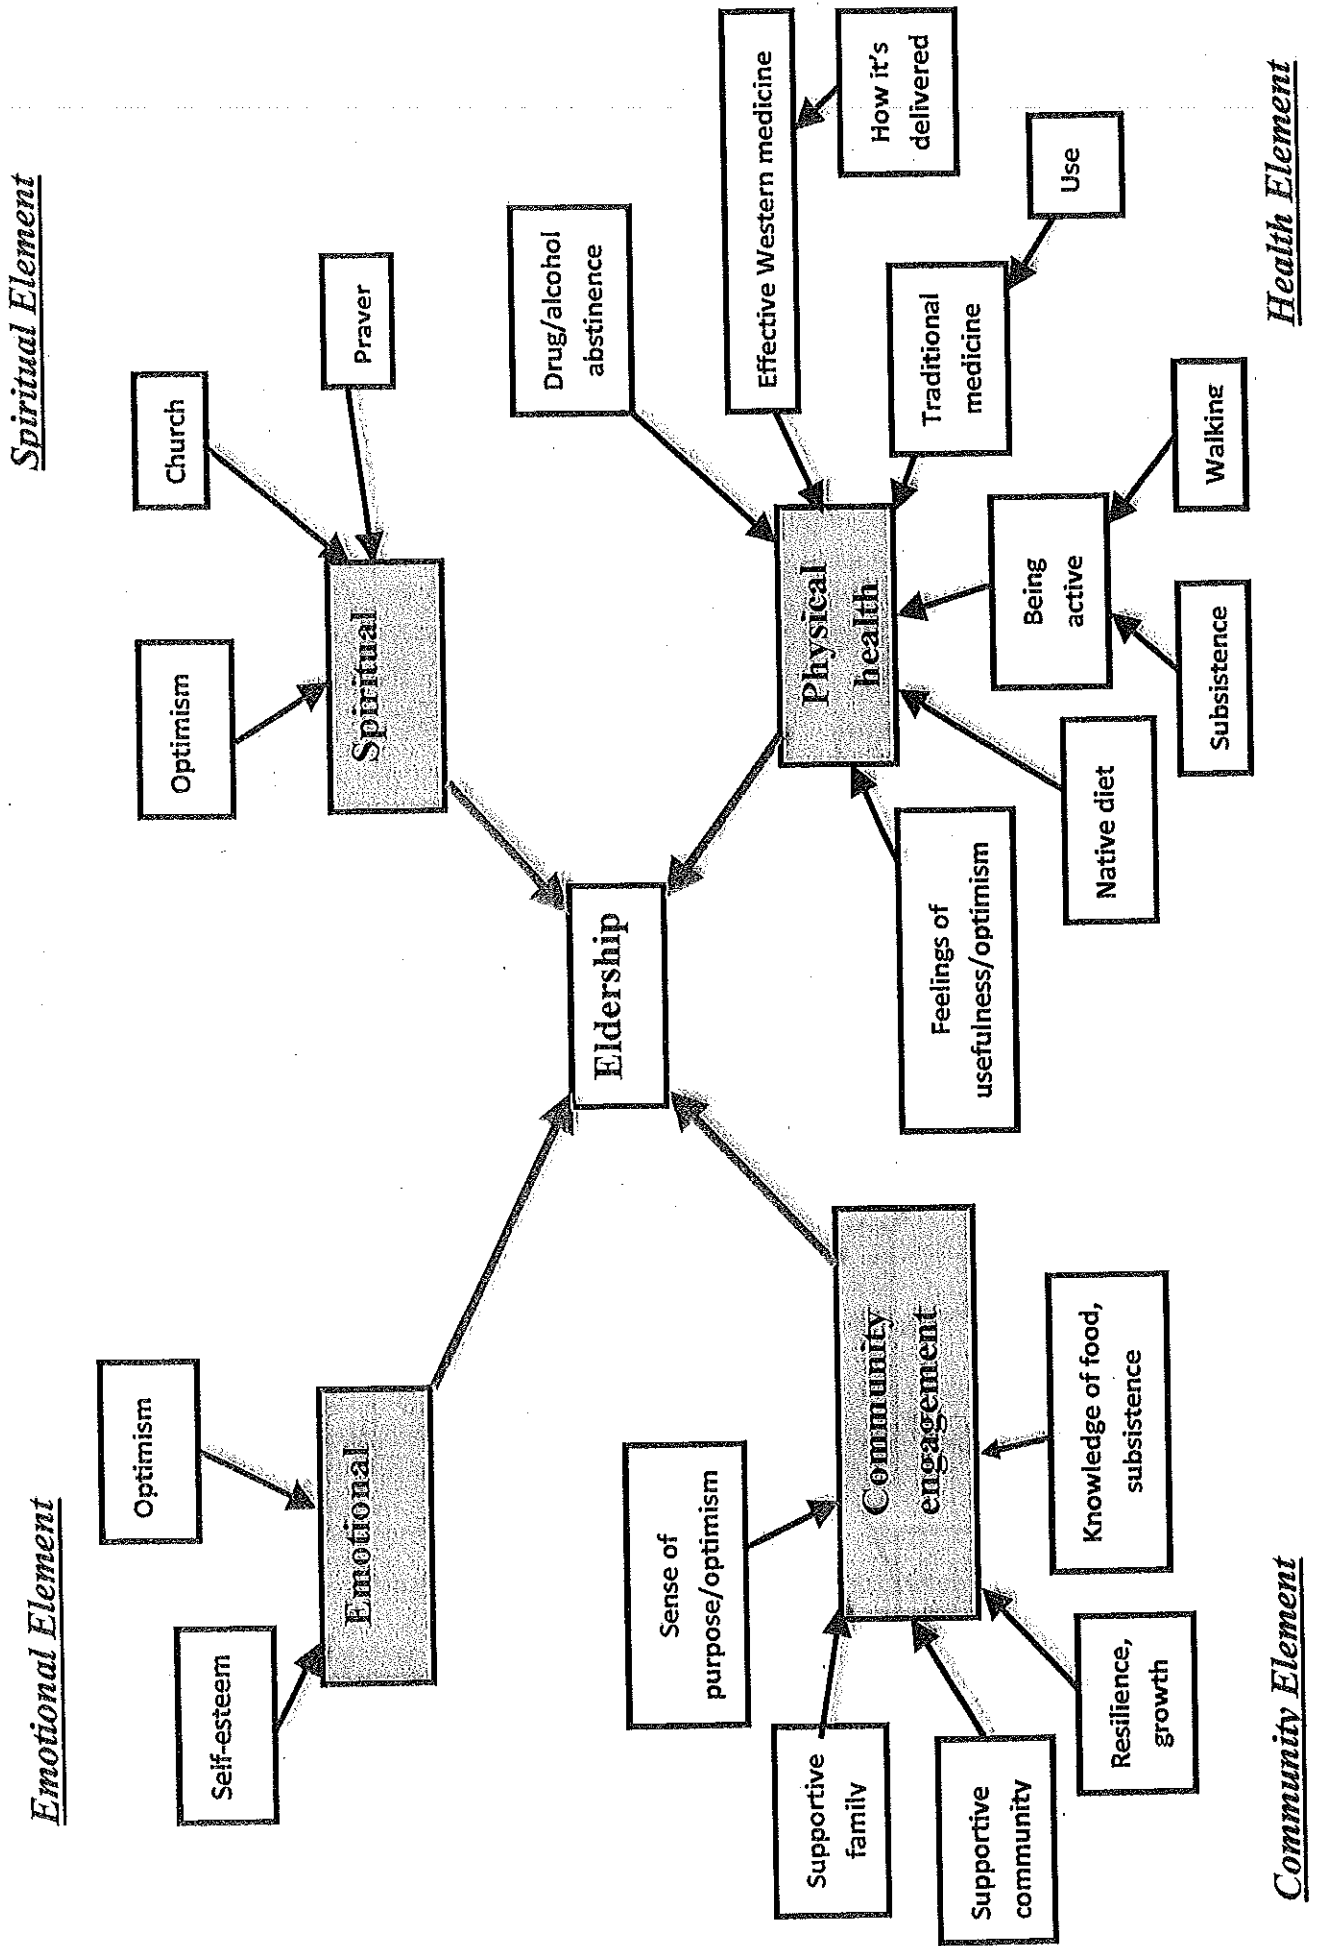 Emotional Element
Spiritual Element
Optimism
Self-esteem
Emotional
Optimism
Church
Prayer
Spiritual
Eldership
Sense of
purpose/optimism
Supportive
family
Supportive
community
Resilience,
growth
Knowledge of food,
subsistence
Community
engagement
Drug/alcohol
abstinence
Effective Western medicine
How it's
delivered
Traditional
medicine
Use
Physical
health
Being
active
Walking
Subsistence
Native diet
Feelings of
usefulness/optimism
Community Element
Health Element